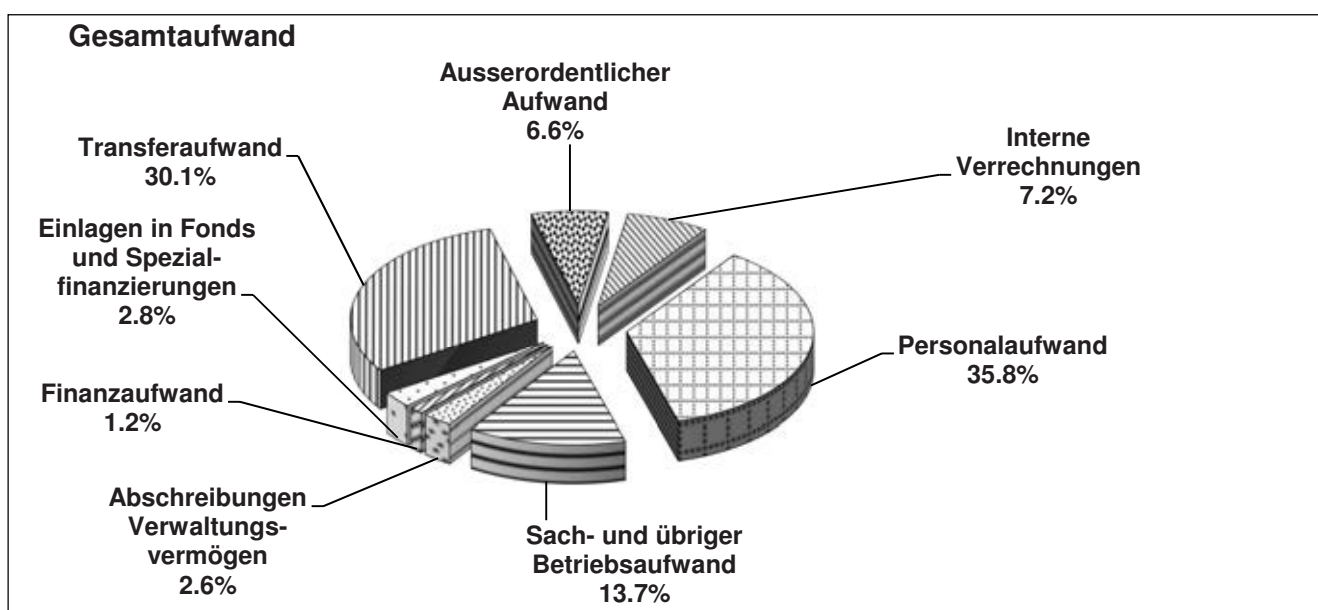 Gesamtaufwand
Ausserordentlicher
Aufwand
6.6%
Interne
Verrechnungen
7.2%
Transferaufwand
30.1%
Einlagen in Fonds
und Spezial-
finanzierungen
2.8%
Personalaufwand
35.8%
Finanzaufwand
1.2%
Abschreibungen
Verwaltungs-
vermögen
2.6%
Sach- und übriger
Betriebsaufwand
13.7%